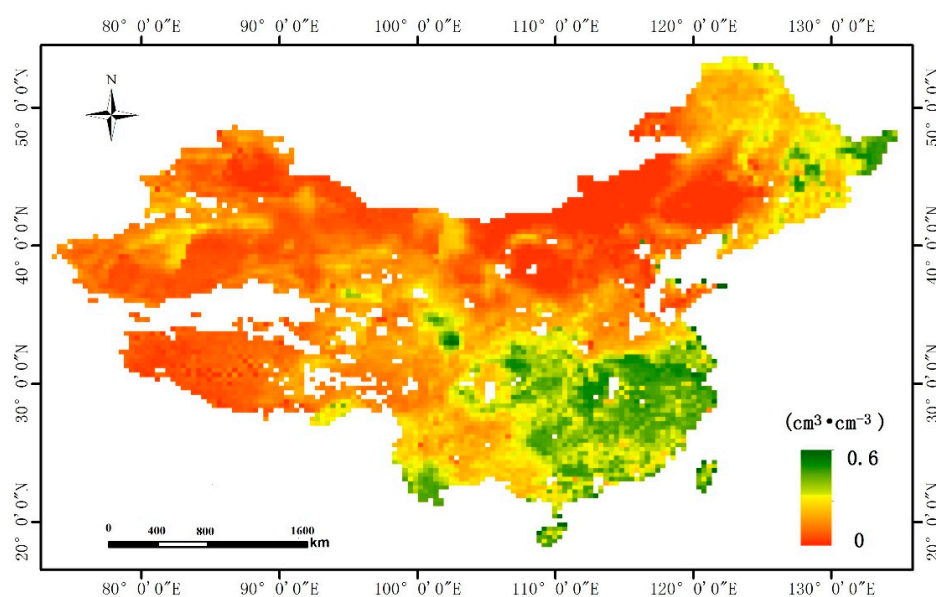 80° 0′0″E 90° 0′0″E 100° 0′0″E 110° 0′0″E 120° 0′0″E 130° 0′0″E
N
50° 0′0″N 50° 0′0″N
40° 0′0″N 40° 0′0″N
30° 0′0″N 30° 0′0″N
(cm³•cm⁻³)
0.6
0
20° 0′0″N 20° 0′0″N
0 400 800 1600
km
80° 0′0″E 90° 0′0″E 100° 0′0″E 110° 0′0″E 120° 0′0″E 130° 0′0″E